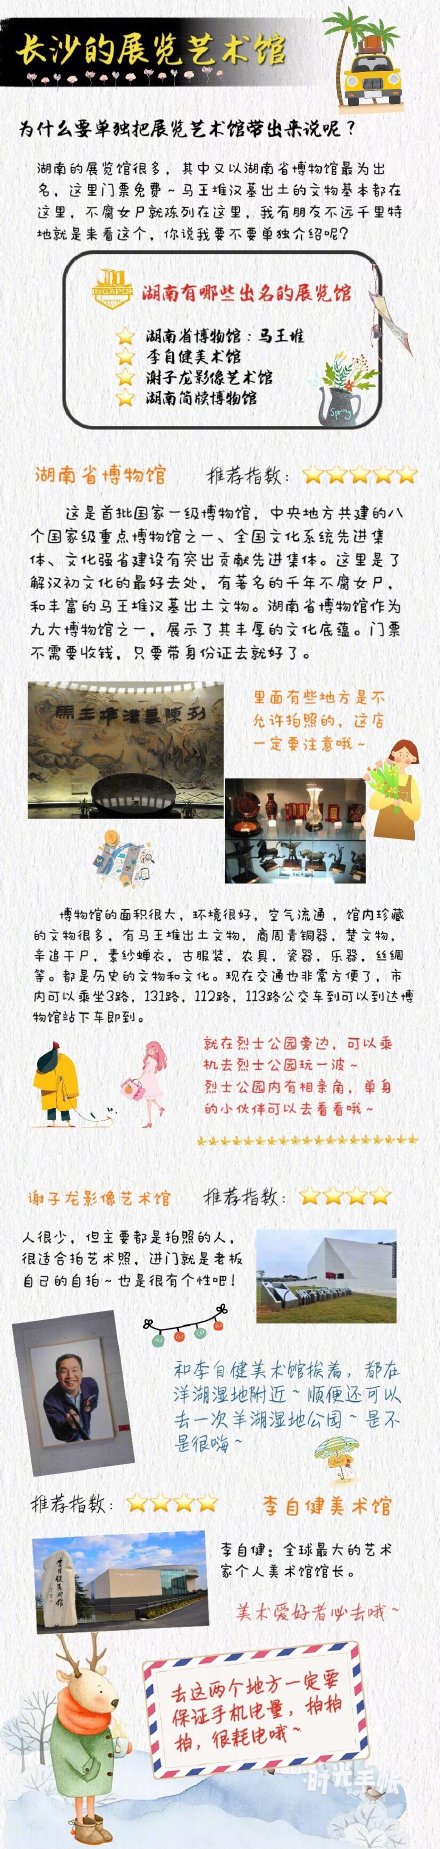 长沙的展览艺术馆
为什么要单独把展览艺术馆带出来说呢？
湖南的展览馆很多，其中又以湖南省博物馆最为出
名，这里门票免费~马王堆汉墓出土的文物基本都在
这里，不腐女尸就陈列在这里，我有朋友不远千里特
地就是来看这个，你说我要不要单独介绍呢？
湖南有哪些出名的展览馆
湖南省博物馆：马王堆
李自健美术馆
谢子龙影像艺术馆
湖南简牍博物馆
Spring
湖南省博物馆 推荐指数：
这是首批国家一级博物馆，中央地方共建的八
个国家级重点博物馆之一、全国文化系统先进集
体、文化强省建设有突出贡献先进集体。这里是了
解汉初文化的最好去处，有著名的千年不腐女尸，
和丰富的马王堆汉墓出土文物。湖南省博物馆作为
九大博物馆之一，展示了其丰厚的文化底蕴。门票
不需要收钱，只要带身份证去就好了。
马王堆汉墓陈列
里面有些地方是不
允许拍照的，这店
一定要注意哦~
博物馆的面积很大，环境很好，空气流通，馆内珍藏
的文物很多，有马王堆出土文物，商周青铜器，楚文物，
辛追干尸，素纱蝉衣，古服装，农具，瓷器，乐器，丝绸
等。都是历史的文物和文化。现在交通也非常方便了，市
内可以乘坐3路，131路，112路，113路公交车到可以到达博
物馆站下车即到。
就在烈士公园旁边，可以乘
机去烈士公园玩一波~
烈士公园内有相亲角，单身
的小伙伴可以去看看哦~
谢子龙影像艺术馆 推荐指数：
人很少，但主要都是拍照的人，
很适合拍艺术照，进门就是老板
自己的自拍~也是很有个性吧！
和李自健美术馆挨着，都在
洋湖湿地附近~顺便还可以
去一次羊湖湿地公园~是不
是很嗨~
推荐指数： 李自健美术馆
李自健美术馆
李自健：全球最大的艺术
家个人美术馆馆长。
美术爱好者必去哦~
去这两个地方一定要
保证手机电量，拍拍
拍，很耗电哦~
时光手帐